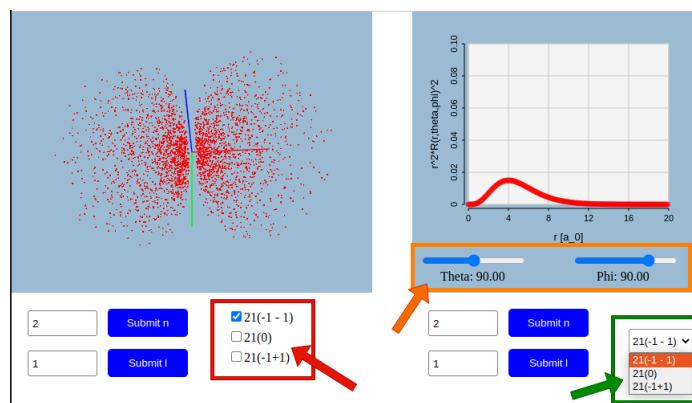 r^2*R(r,theta,phi)^2
0.10
0.08
0.06
0.04
0.02
0
0 4 8 12 16 20
r [a_0]
Theta: 90.00 Phi: 90.00
2 Submit n
1 Submit l
21(-1 - 1)
21(0)
21(-1+1)
2 Submit n
1 Submit l
21(-1 - 1)
21(-1 - 1)
21(0)
21(-1+1)